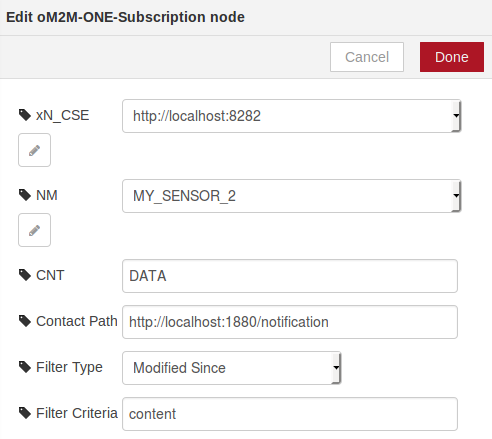 Edit oM2M-ONE-Subscription node
Cancel Done
xN_CSE http://localhost:8282
NM MY_SENSOR_2
CNT DATA
Contact Path http://localhost:1880/notification
Filter Type Modified Since
Filter Criteria content